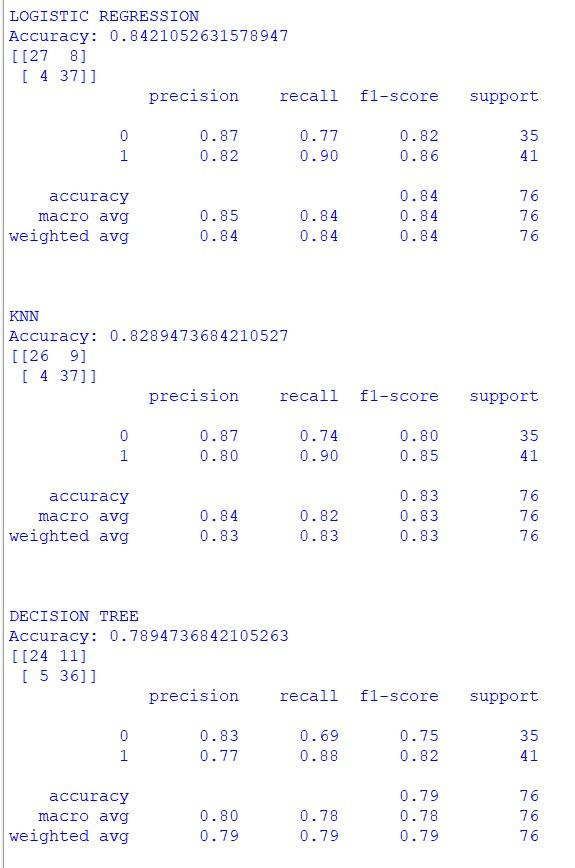 LOGISTIC REGRESSION
Accuracy: 0.8421052631578947
[[27  8]
 [ 4 37]]
              precision    recall  f1-score   support

           0       0.87      0.77      0.82        35
           1       0.82      0.90      0.86        41

    accuracy                           0.84        76
   macro avg       0.85      0.84      0.84        76
weighted avg       0.84      0.84      0.84        76

KNN
Accuracy: 0.8289473684210527
[[26  9]
 [ 4 37]]
              precision    recall  f1-score   support

           0       0.87      0.74      0.80        35
           1       0.80      0.90      0.85        41

    accuracy                           0.83        76
   macro avg       0.84      0.82      0.83        76
weighted avg       0.83      0.83      0.83        76

DECISION TREE
Accuracy: 0.7894736842105263
[[24 11]
 [ 5 36]]
              precision    recall  f1-score   support

           0       0.83      0.69      0.75        35
           1       0.77      0.88      0.82        41

    accuracy                           0.79        76
   macro avg       0.80      0.78      0.78        76
weighted avg       0.79      0.79      0.79        76